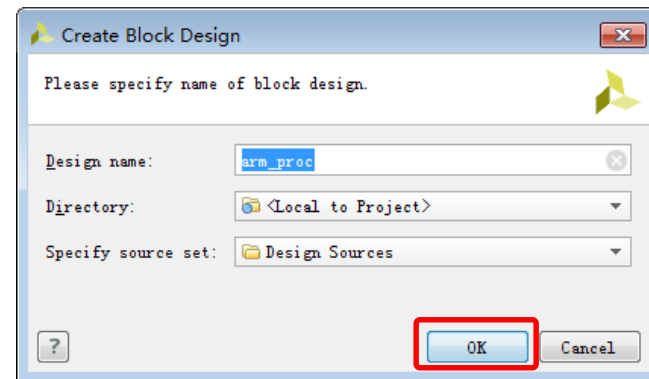 Create Block Design
Please specify name of block design.
Design name: arm_proc
Directory: <Local to Project>
Specify source set: Design Sources
? OK Cancel